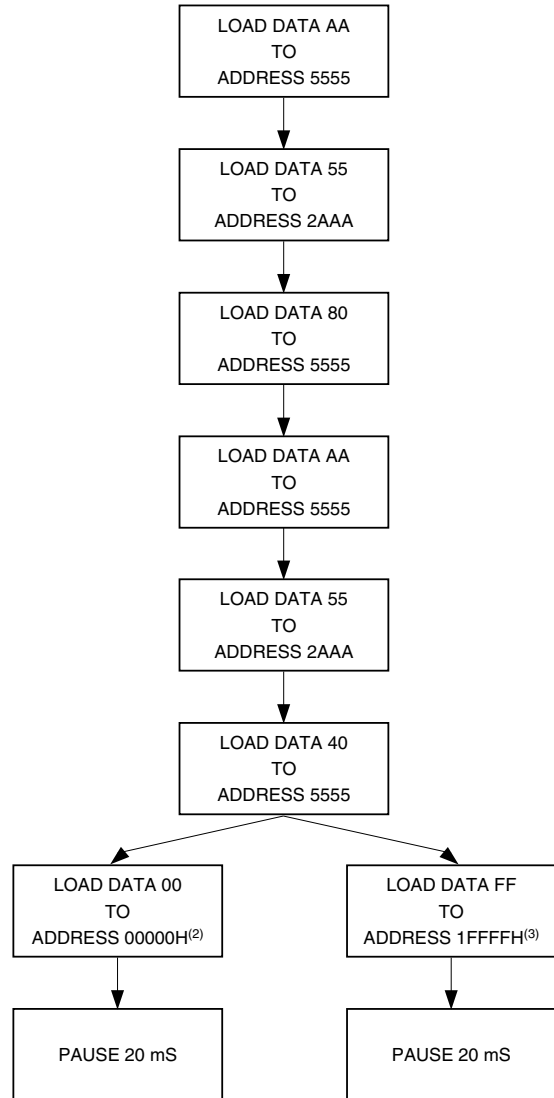 LOAD DATA AA
TO
ADDRESS 5555
LOAD DATA 55
TO
ADDRESS 2AAA
LOAD DATA 80
TO
ADDRESS 5555
LOAD DATA AA
TO
ADDRESS 5555
LOAD DATA 55
TO
ADDRESS 2AAA
LOAD DATA 40
TO
ADDRESS 5555
LOAD DATA 00
TO
ADDRESS 00000H(2)
LOAD DATA FF
TO
ADDRESS 1FFFFH(3)
PAUSE 20 mS
PAUSE 20 mS